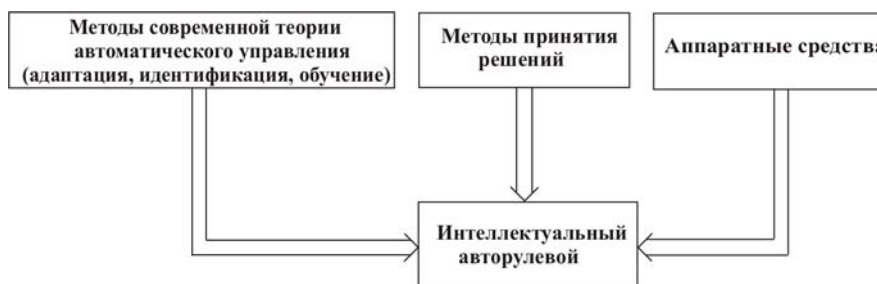 Методы современной теории
автоматического управления
(адаптация, идентификация, обучение)
Методы принятия
решений
Аппаратные средства
Интеллектуальный
авторулевой